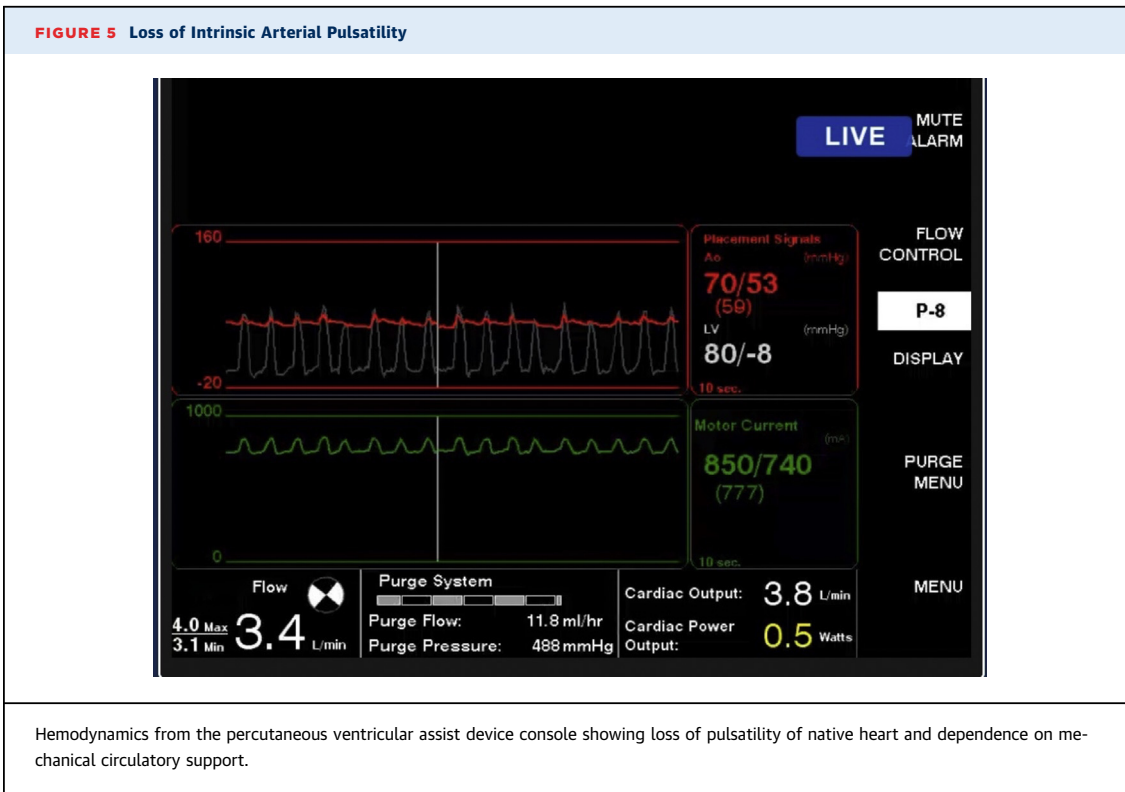 FIGURE 5 Loss of Intrinsic Arterial Pulsatility
LIVE
MUTE
ALARM
160
-20
Placement Signals
Ao (mmHg)
70/53
(59)
LV (mmHg)
80/-8
10 sec.
FLOW
CONTROL
P-8
DISPLAY
1000
0
Motor Current
(mA)
850/740
(777)
10 sec.
PURGE
MENU
MENU
Flow
4.0 Max
3.1 Min
3.4 L/min
Purge System
Purge Flow: 11.8 ml/hr
Purge Pressure: 488 mmHg
Cardiac Output: 3.8 L/min
Cardiac Power
Output: 0.5 Watts
Hemodynamics from the percutaneous ventricular assist device console showing loss of pulsatility of native heart and dependence on me-
chanical circulatory support.